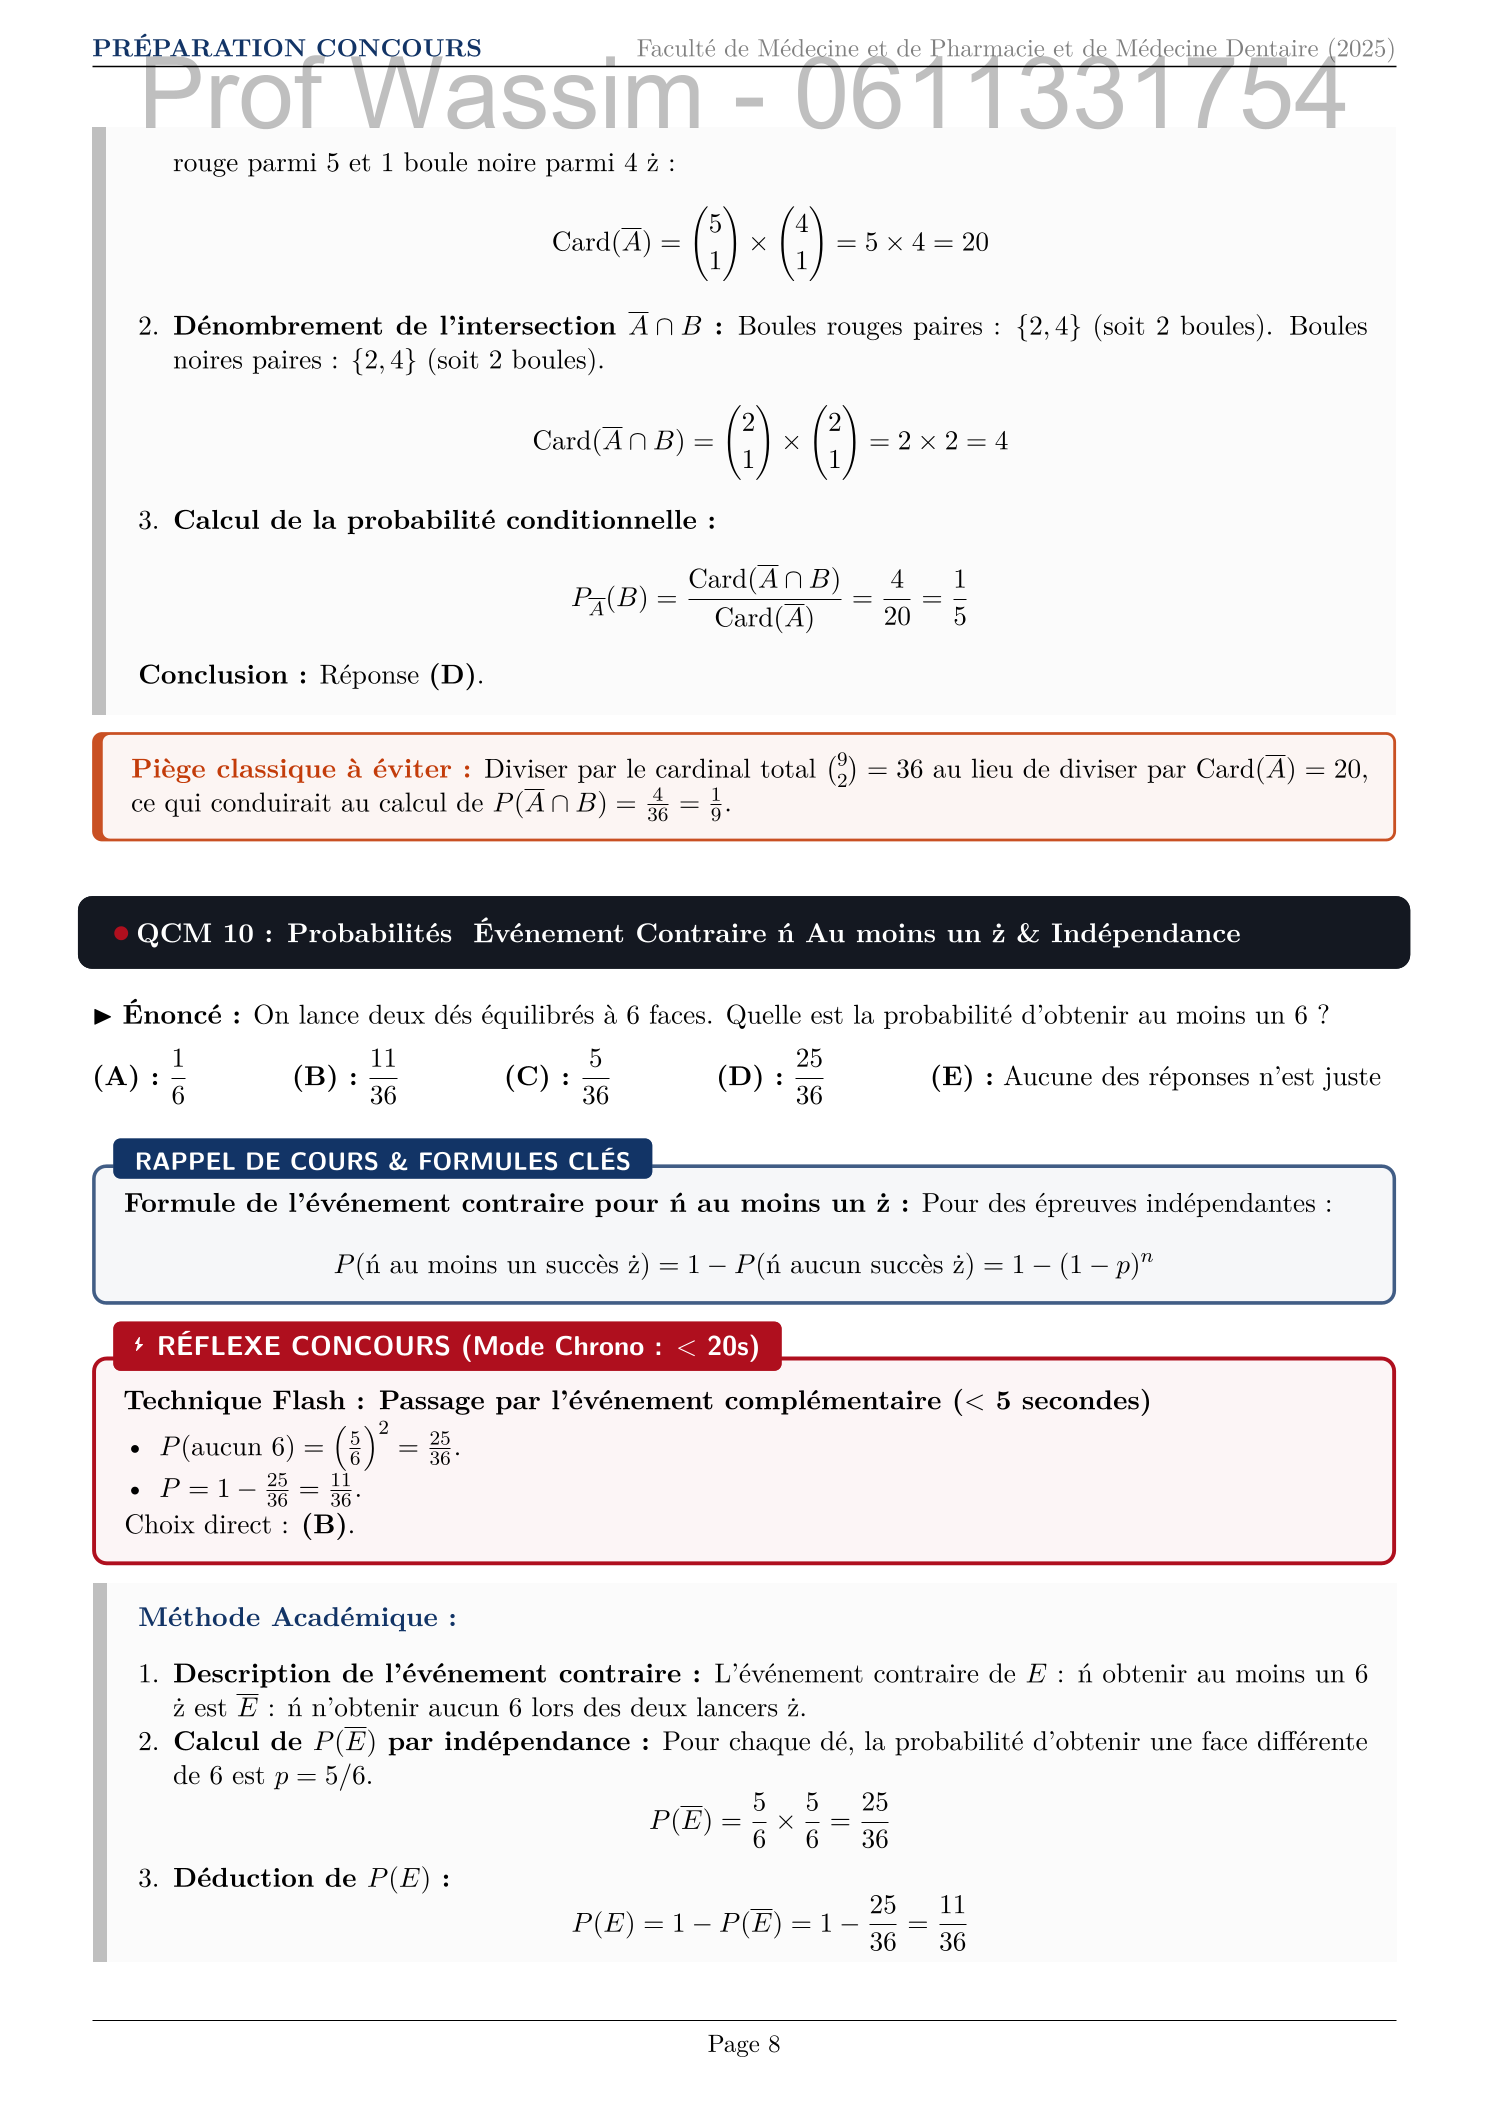 PRÉPARATION CONCOURS Faculté de Médecine et de Pharmacie et de Médecine Dentaire (2025)
Prof Wassim - 0611331754
rouge parmi 5 et 1 boule noire parmi 4 ż :
Card(A̅) = (5 1) × (4 1) = 5 × 4 = 20
2. Dénombrement de l'intersection A̅ ∩ B : Boules rouges paires : {2, 4} (soit 2 boules). Boules
noires paires : {2, 4} (soit 2 boules).
Card(A̅ ∩ B) = (2 1) × (2 1) = 2 × 2 = 4
3. Calcul de la probabilité conditionnelle :
P_A̅(B) = Card(A̅ ∩ B)/Card(A̅) = 4/20 = 1/5
Conclusion : Réponse (D).
Piège classique à éviter : Diviser par le cardinal total (9 2) = 36 au lieu de diviser par Card(A̅) = 20,
ce qui conduirait au calcul de P(A̅ ∩ B) = 4/36 = 1/9.
● QCM 10 : Probabilités Événement Contraire ń Au moins un ż & Indépendance
▶ Énoncé : On lance deux dés équilibrés à 6 faces. Quelle est la probabilité d'obtenir au moins un 6 ?
(A) : 1/6 (B) : 11/36 (C) : 5/36 (D) : 25/36 (E) : Aucune des réponses n'est juste
RAPPEL DE COURS & FORMULES CLÉS
Formule de l'événement contraire pour ń au moins un ż : Pour des épreuves indépendantes :
P(ń au moins un succès ż) = 1 − P(ń aucun succès ż) = 1 − (1 − p)ⁿ
⚡ RÉFLEXE CONCOURS (Mode Chrono : < 20s)
Technique Flash : Passage par l'événement complémentaire (< 5 secondes)
• P(aucun 6) = (5/6)² = 25/36.
• P = 1 − 25/36 = 11/36.
Choix direct : (B).
Méthode Académique :
1. Description de l'événement contraire : L'événement contraire de E : ń obtenir au moins un 6
ż est E̅ : ń n'obtenir aucun 6 lors des deux lancers ż.
2. Calcul de P(E̅) par indépendance : Pour chaque dé, la probabilité d'obtenir une face différente
de 6 est p = 5/6.
P(E̅) = 5/6 × 5/6 = 25/36
3. Déduction de P(E) :
P(E) = 1 − P(E̅) = 1 − 25/36 = 11/36
Page 8